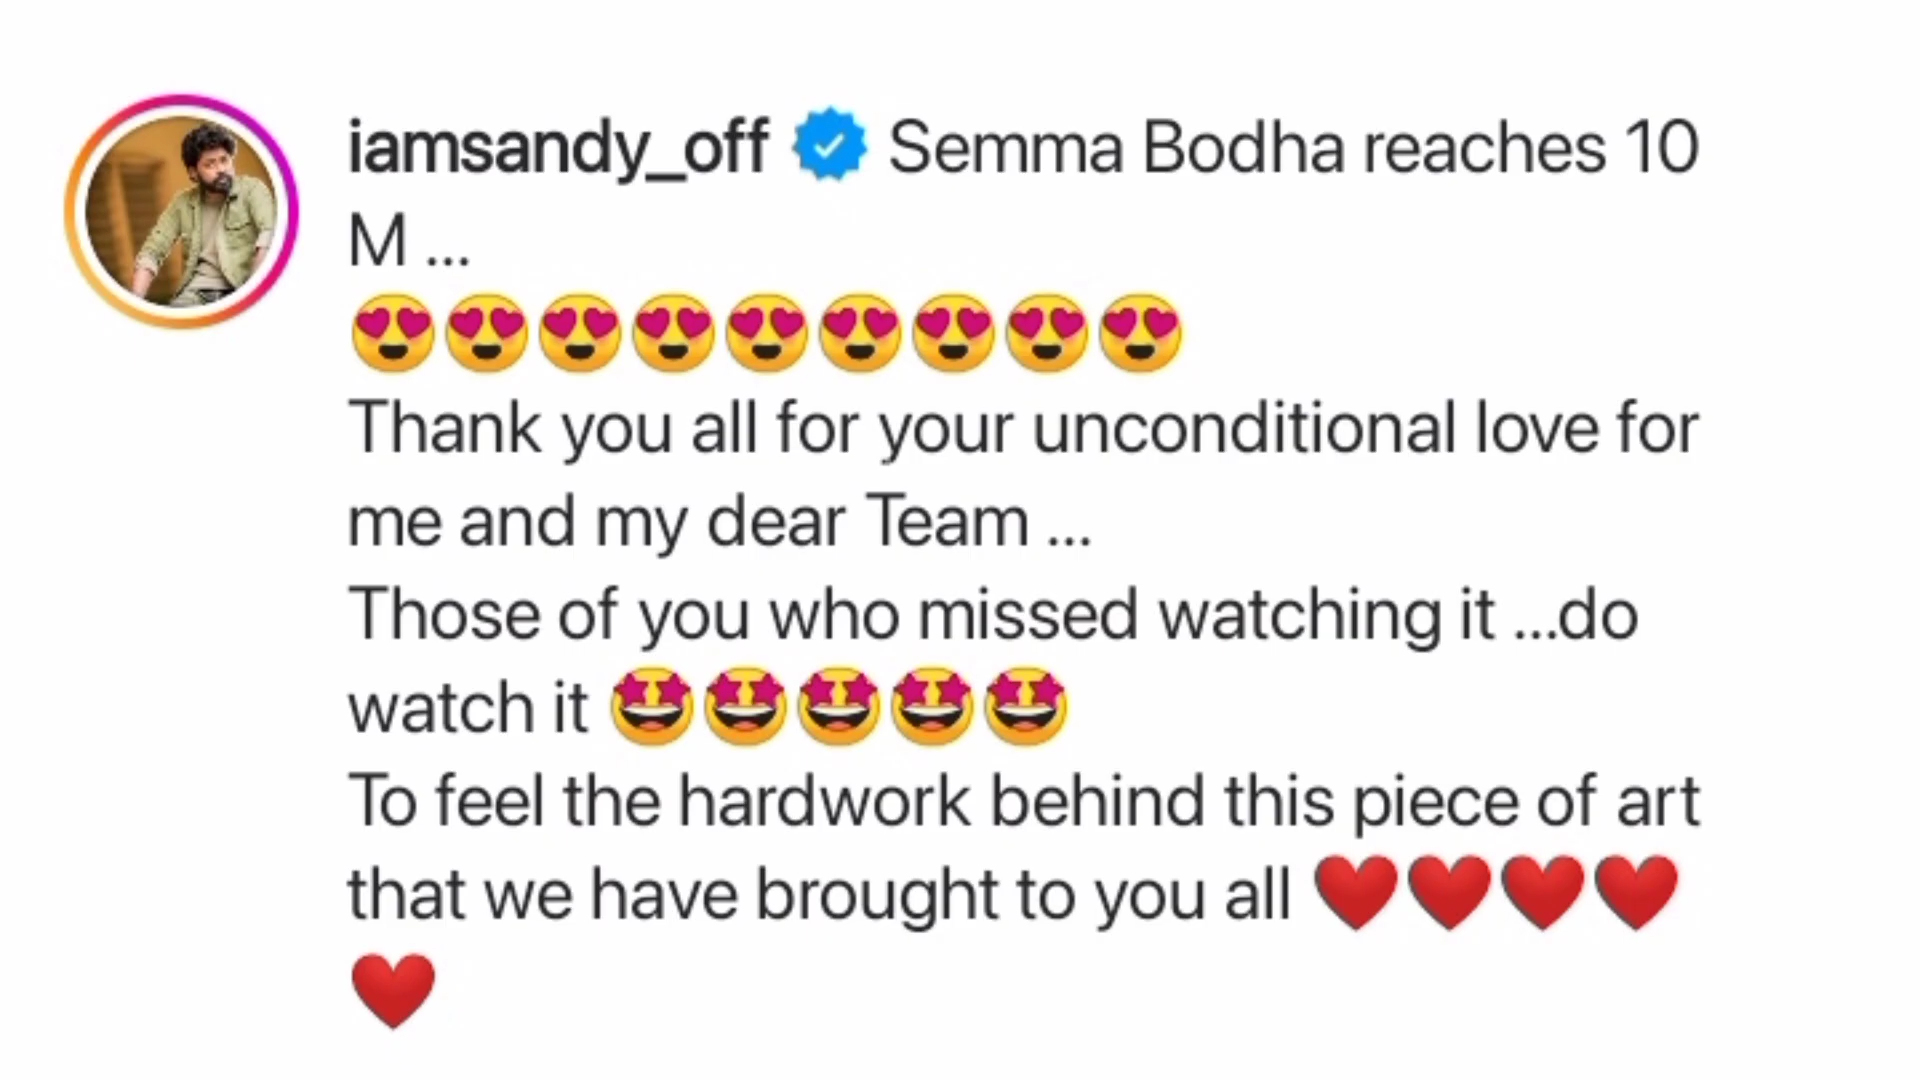 iamsandy_off Semma Bodha reaches 10
M ...
😍😍😍😍😍😍😍😍😍
Thank you all for your unconditional love for
me and my dear Team ...
Those of you who missed watching it ...do
watch it 🤩🤩🤩🤩🤩
To feel the hardwork behind this piece of art
that we have brought to you all ❤️❤️❤️❤️
❤️